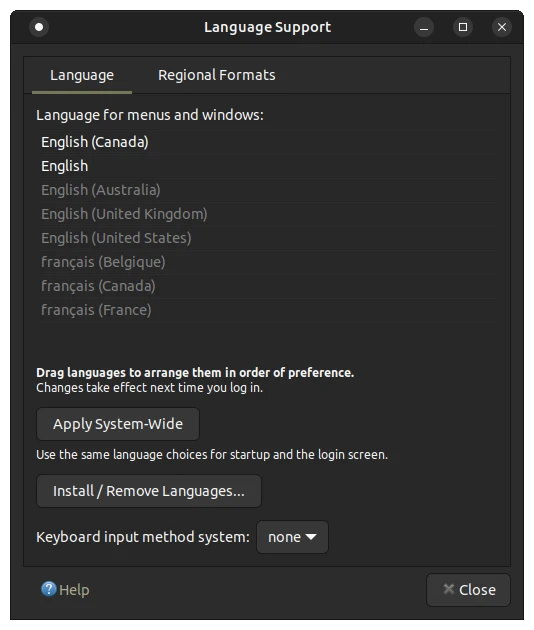 Language Support
Language
Regional Formats
Language for menus and windows:
English (Canada)
English
English (Australia)
English (United Kingdom)
English (United States)
français (Belgique)
français (Canada)
français (France)
Drag languages to arrange them in order of preference.
Changes take effect next time you log in.
Apply System-Wide
Use the same language choices for startup and the login screen.
Install / Remove Languages...
Keyboard input method system: none
Help
Close